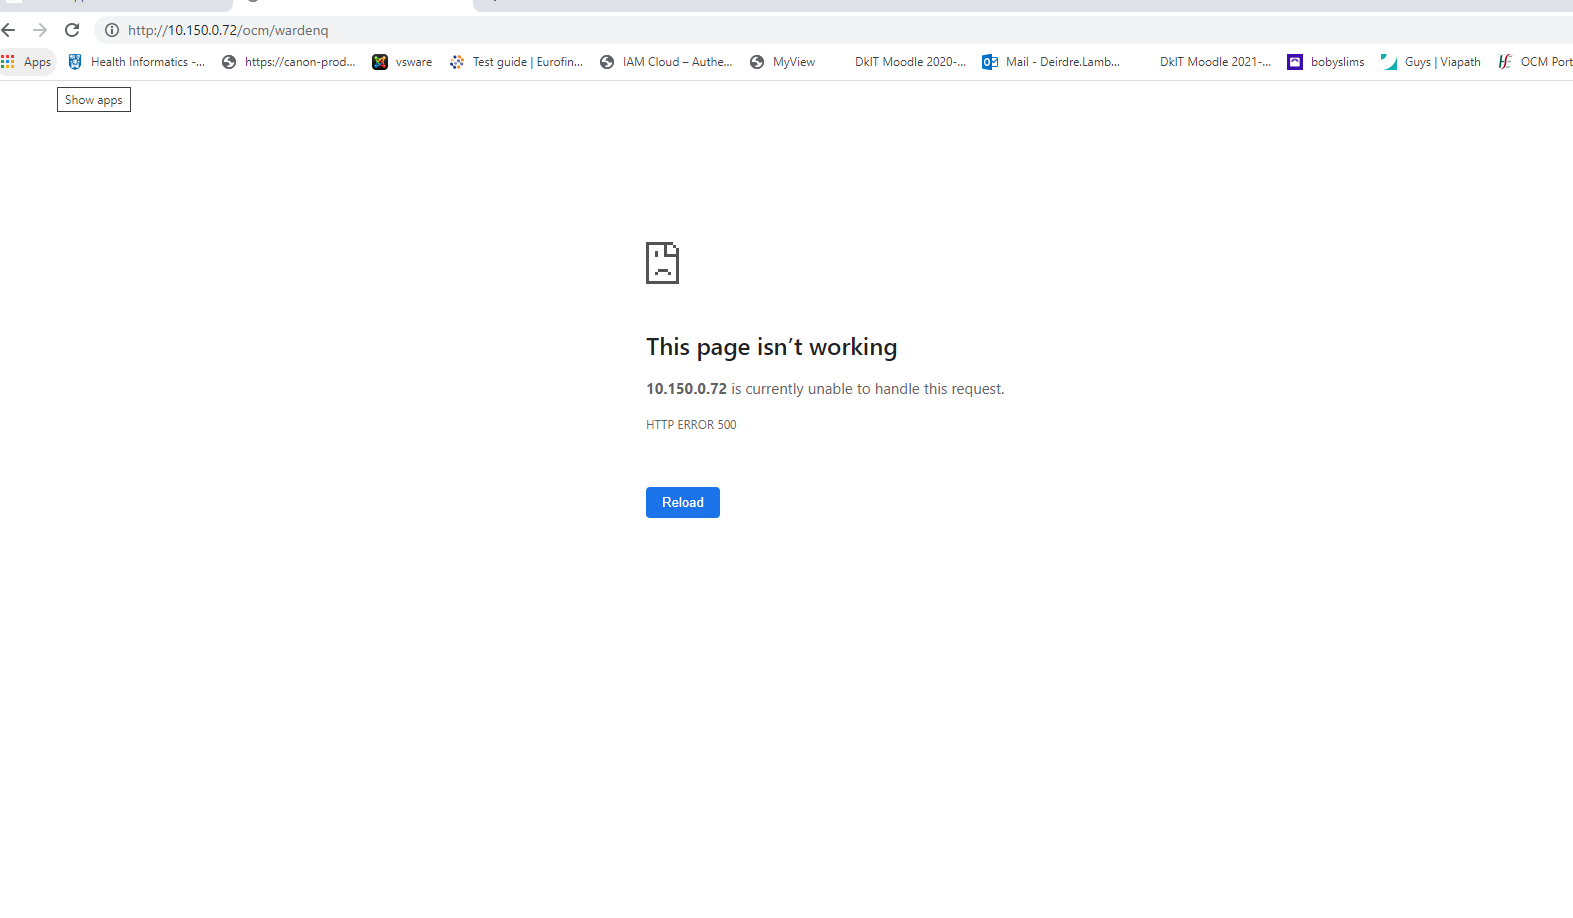 http://10.150.0.72/ocm/wardenq
Apps Health Informatics -... https://canon-prod... vsware Test guide | Eurofin... IAM Cloud – Authe... MyView DkIT Moodle 2020-... Mail - Deirdre.Lamb... DkIT Moodle 2021-... bobyslims Guys | Viapath OCM Port
Show apps
This page isn’t working
10.150.0.72 is currently unable to handle this request.
HTTP ERROR 500
Reload